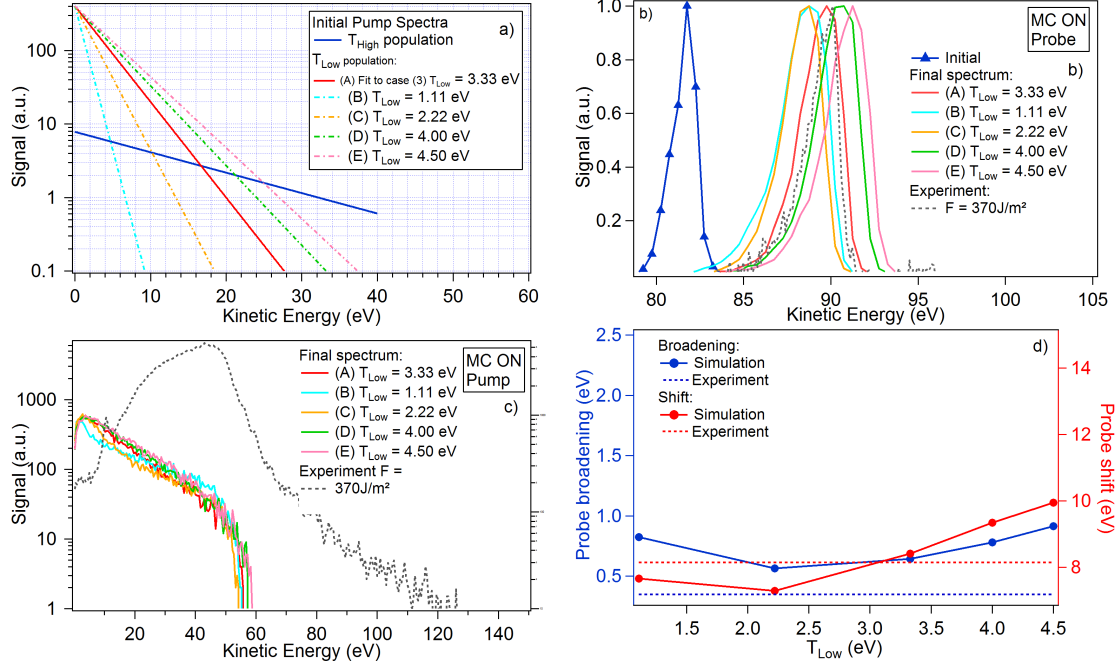 Initial Pump Spectra
T_High population
T_Low population:
(A) Fit to case (3) T_Low = 3.33 eV
(B) T_Low = 1.11 eV
(C) T_Low = 2.22 eV
(D) T_Low = 4.00 eV
(E) T_Low = 4.50 eV
a)
Signal (a.u.)
400
100
10
1
0.1
0
10
20
30
40
50
60
Kinetic Energy (eV)
b)
MC ON
Probe
Initial
b)
Final spectrum:
(A) T_Low = 3.33 eV
(B) T_Low = 1.11 eV
(C) T_Low = 2.22 eV
(D) T_Low = 4.00 eV
(E) T_Low = 4.50 eV
Experiment:
F = 370J/m²
Signal (a.u.)
1.0
0.8
0.6
0.4
0.2
80
85
90
95
100
105
Kinetic Energy (eV)
Final spectrum:
(A) T_Low = 3.33 eV
(B) T_Low = 1.11 eV
(C) T_Low = 2.22 eV
(D) T_Low = 4.00 eV
(E) T_Low = 4.50 eV
Experiment F =
370J/m²
MC ON
Pump
c)
Signal (a.u.)
1000
100
10
1
20
40
60
80
100
120
140
Kinetic Energy (eV)
Broadening:
Simulation
Experiment
Shift:
Simulation
Experiment
d)
Probe broadening (eV)
2.5
2.0
1.5
1.0
0.5
Probe shift (eV)
14
12
10
8
1.5
2.0
2.5
3.0
3.5
4.0
4.5
T_Low (eV)